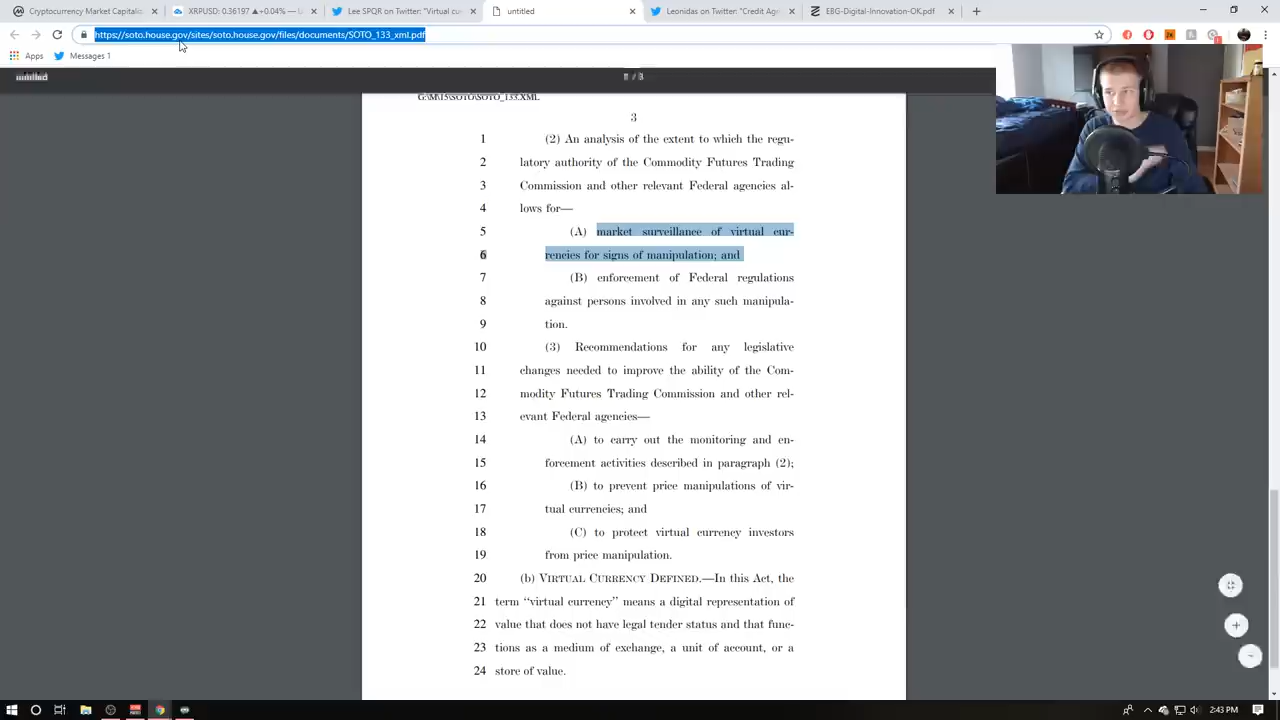 Cryptocurrency Market Capitalis
XRPUSD: 0.36197 ▲+0.04% — U
Lee SPQR on Twitter: "Virtual cu
untitled
Leonidas on Twitter: "Credit Age
EBG-Digital-Innovation-OK.pdf
https://soto.house.gov/sites/soto.house.gov/files/documents/SOTO_133_xml.pdf
Apps
Messages 1
untitled
G:\M\15\SOTO\SOTO_133.XML
3
1 (2) An analysis of the extent to which the regu-
2 latory authority of the Commodity Futures Trading
3 Commission and other relevant Federal agencies al-
4 lows for—
5 (A) market surveillance of virtual cur-
6 rencies for signs of manipulation; and
7 (B) enforcement of Federal regulations
8 against persons involved in any such manipula-
9 tion.
10 (3) Recommendations for any legislative
11 changes needed to improve the ability of the Com-
12 modity Futures Trading Commission and other rel-
13 evant Federal agencies—
14 (A) to carry out the monitoring and en-
15 forcement activities described in paragraph (2);
16 (B) to prevent price manipulations of vir-
17 tual currencies; and
18 (C) to protect virtual currency investors
19 from price manipulation.
20 (b) VIRTUAL CURRENCY DEFINED.—In this Act, the
21 term ‘‘virtual currency’’ means a digital representation of
22 value that does not have legal tender status and that func-
23 tions as a medium of exchange, a unit of account, or a
24 store of value.
2:43 PM